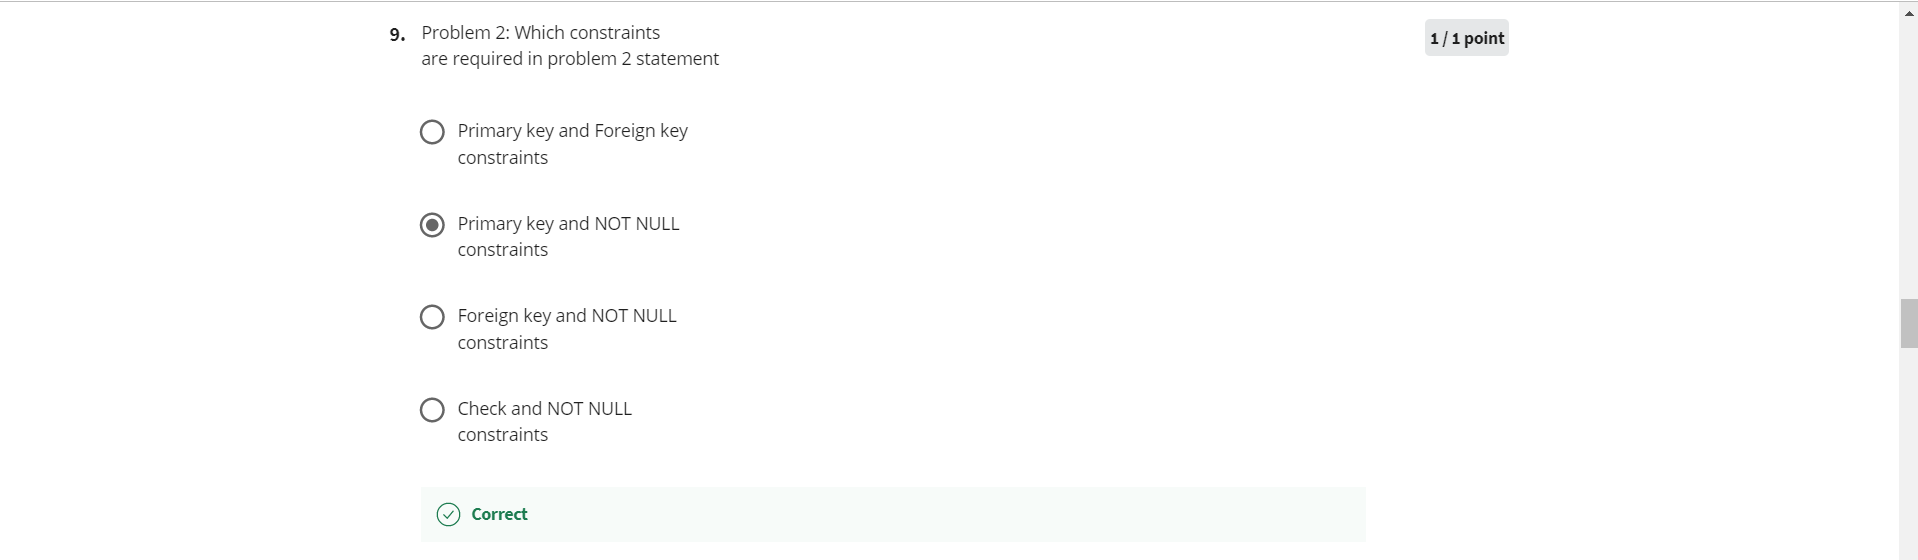 9. Problem 2: Which constraints
are required in problem 2 statement
1 / 1 point
Primary key and Foreign key
constraints
Primary key and NOT NULL
constraints
Foreign key and NOT NULL
constraints
Check and NOT NULL
constraints
Correct